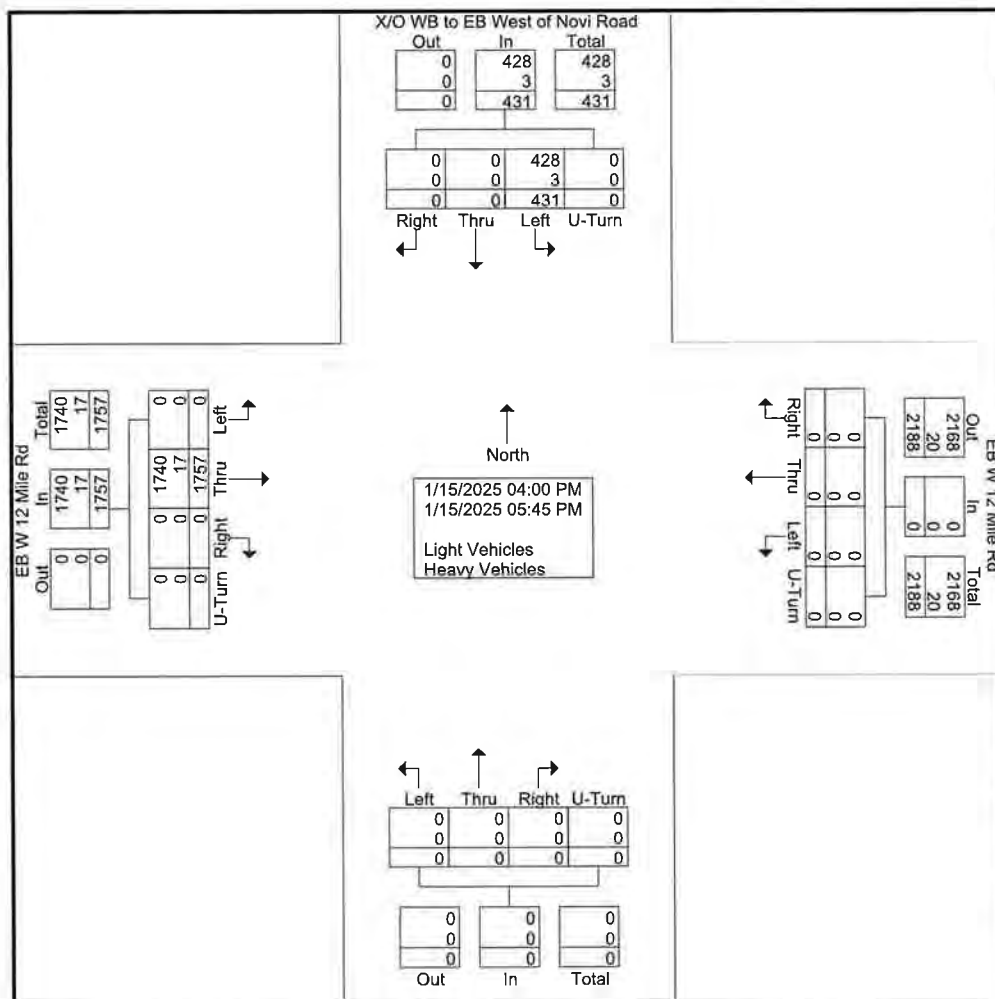 X/O WB to EB West of Novi Road
Out In Total
0 428 428
0 3 3
0 431 431
0 0 428 0
0 0 3 0
0 0 431 0
Right Thru Left U-Turn
EB W 12 Mile Rd
Total In Out
1740 1740 0
17 17 0
1757 1757 0
Left Thru Right U-Turn
0 1740 0 0
0 17 0 0
0 1757 0 0
North
1/15/2025 04:00 PM
1/15/2025 05:45 PM
Light Vehicles
Heavy Vehicles
Right Thru Left U-Turn
0 0 0 0
0 0 0 0
0 0 0 0
EB W 12 Mile Rd
Out In Total
2168 0 2168
20 0 20
2188 0 2188
Left Thru Right U-Turn
0 0 0 0
0 0 0 0
0 0 0 0
0 0 0
0 0 0
0 0 0
Out In Total